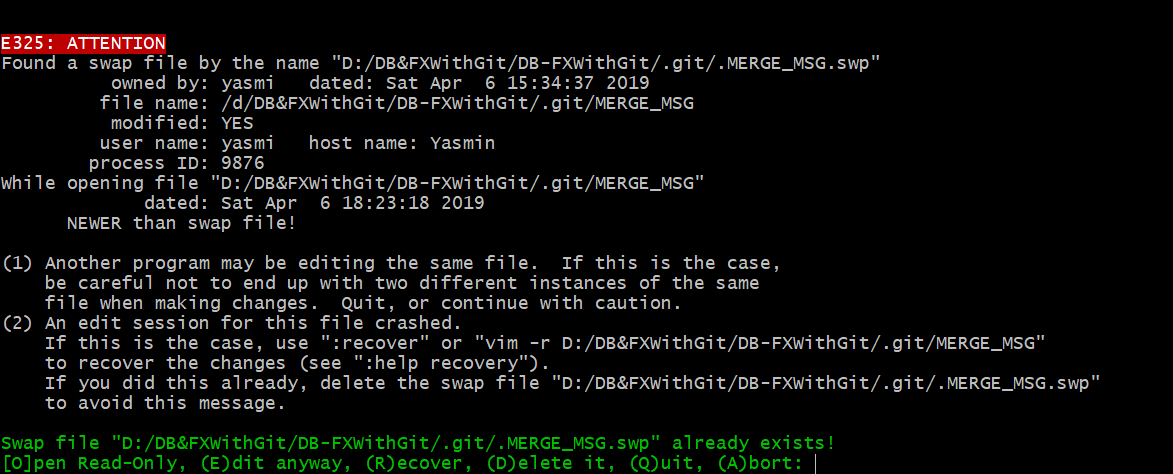 E325: ATTENTION
Found a swap file by the name "D:/DB&FXWithGit/DB-FXWithGit/.git/.MERGE_MSG.swp"
          owned by: yasmi   dated: Sat Apr  6 15:34:37 2019
         file name: /d/DB&FXWithGit/DB-FXWithGit/.git/MERGE_MSG
          modified: YES
         user name: yasmi   host name: Yasmin
        process ID: 9876
While opening file "D:/DB&FXWithGit/DB-FXWithGit/.git/MERGE_MSG"
             dated: Sat Apr  6 18:23:18 2019
      NEWER than swap file!

(1) Another program may be editing the same file.  If this is the case,
    be careful not to end up with two different instances of the same
    file when making changes.  Quit, or continue with caution.
(2) An edit session for this file crashed.
    If this is the case, use ":recover" or "vim -r D:/DB&FXWithGit/DB-FXWithGit/.git/MERGE_MSG"
    to recover the changes (see ":help recovery").
    If you did this already, delete the swap file "D:/DB&FXWithGit/DB-FXWithGit/.git/.MERGE_MSG.swp"
    to avoid this message.

Swap file "D:/DB&FXWithGit/DB-FXWithGit/.git/.MERGE_MSG.swp" already exists!
[O]pen Read-Only, (E)dit anyway, (R)ecover, (D)elete it, (Q)uit, (A)bort: